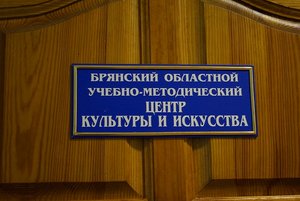 БРЯНСКИЙ ОБЛАСТНОЙ
УЧЕБНО-МЕТОДИЧЕСКИЙ
ЦЕНТР
КУЛЬТУРЫ И ИСКУССТВА